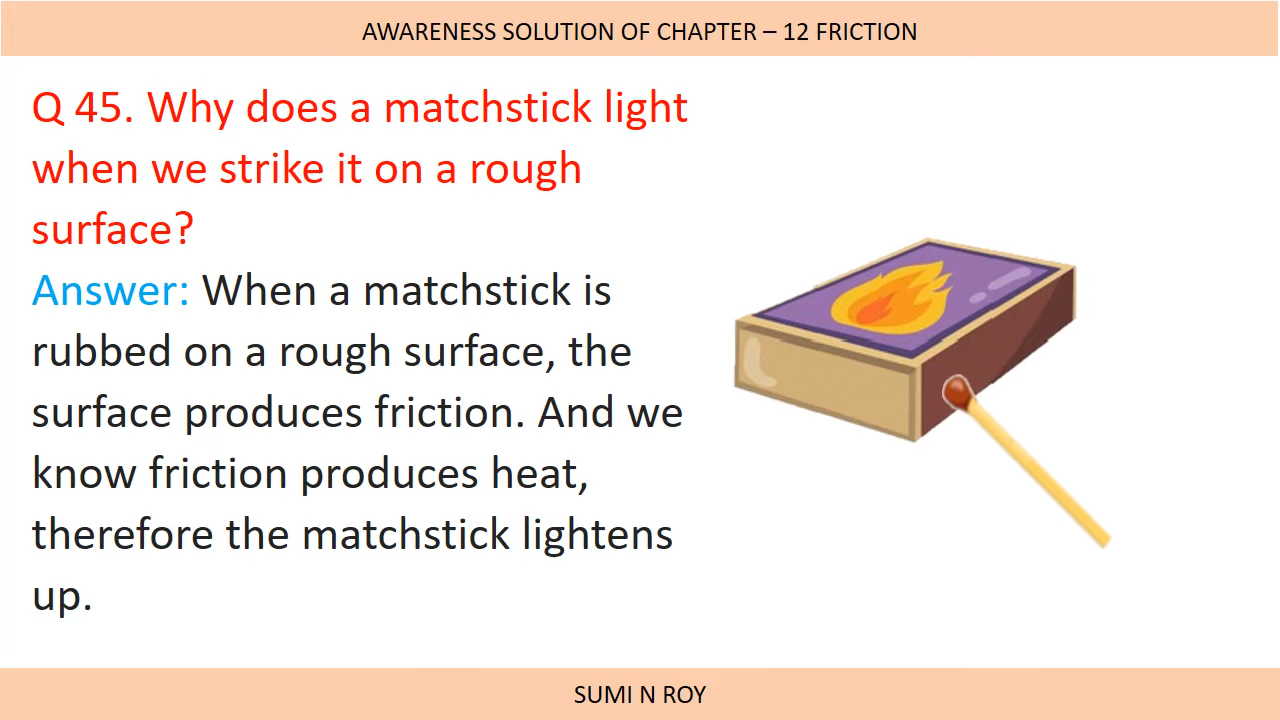 AWARENESS SOLUTION OF CHAPTER – 12 FRICTION
Q 45. Why does a matchstick light
when we strike it on a rough
surface?
Answer: When a matchstick is
rubbed on a rough surface, the
surface produces friction. And we
know friction produces heat,
therefore the matchstick lightens
up.
SUMI N ROY